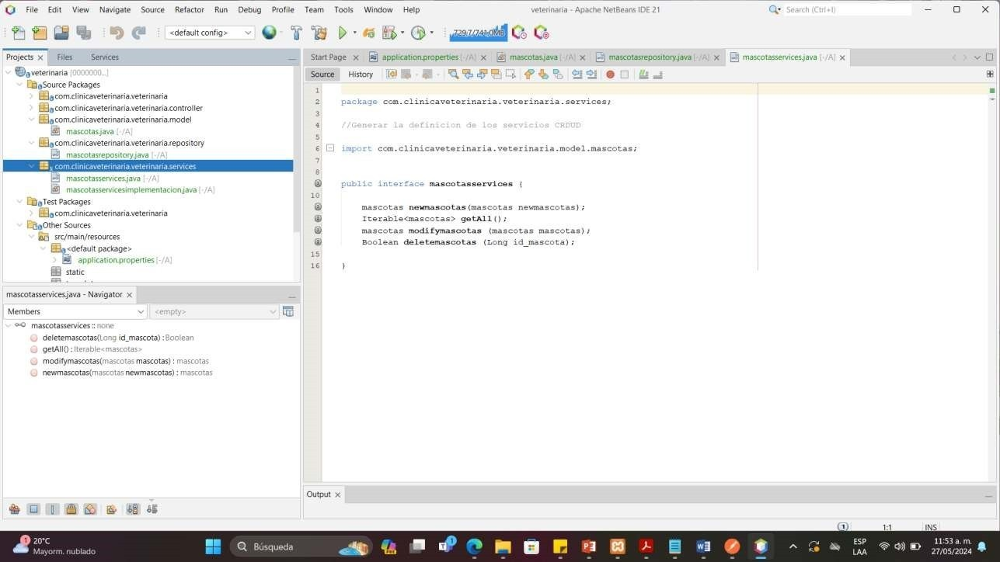 File Edit View Navigate Source Refactor Run Debug Profile Team Tools Window Help
veterinaria - Apache NetBeans IDE 21
Search (Ctrl+I)
<default config>
729,7/741,0MB
Projects
Files
Services
veterinaria [0000000...]
Source Packages
com.clinicaveterinaria.veterinaria
com.clinicaveterinaria.veterinaria.controller
com.clinicaveterinaria.veterinaria.model
mascotas.java [-/A]
com.clinicaveterinaria.veterinaria.repository
mascotasrepository.java [-/A]
com.clinicaveterinaria.veterinaria.services
mascotasservices.java [-/A]
mascotasservicesimplementacion.java [-/A]
Test Packages
com.clinicaveterinaria.veterinaria
Other Sources
src/main/resources
<default package>
application.properties [-/A]
static
mascotasservices.java - Navigator
Members
<empty>
mascotasservices :: none
deletemascotas(Long id_mascota) : Boolean
getAll() : Iterable<mascotas>
modifymascotas(mascotas mascotas) : mascotas
newmascotas(mascotas newmascotas) : mascotas
Start Page
application.properties [-/A]
mascotas.java [-/A]
mascotasrepository.java [-/A]
mascotasservices.java [-/A]
Source
History
1
2 package com.clinicaveterinaria.veterinaria.services;
3
4 //Generar la definicion de los servicios CRDUD
5
6 import com.clinicaveterinaria.veterinaria.model.mascotas;
7
8
public interface mascotasservices {
10
mascotas newmascotas(mascotas newmascotas);
Iterable<mascotas> getAll();
mascotas modifymascotas (mascotas mascotas);
Boolean deletemascotas (Long id_mascota);
15
16 }
Output
1
1:1
INS
1
20°C
Mayorm. nublado
Búsqueda
PRE
1
ESP
LAA
11:53 a. m.
27/05/2024